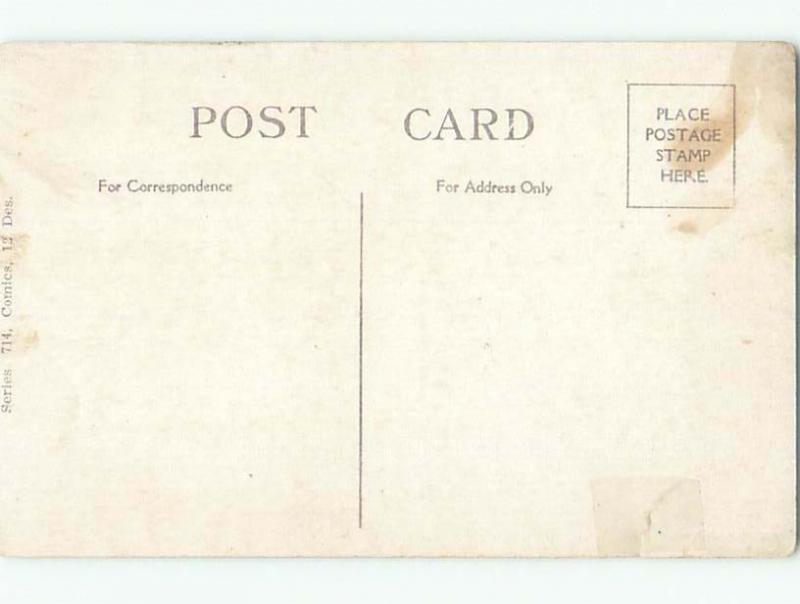 POST CARD
PLACE
POSTAGE
STAMP
HERE.
For Correspondence
For Address Only
Series 714, Comics, 12 Des.